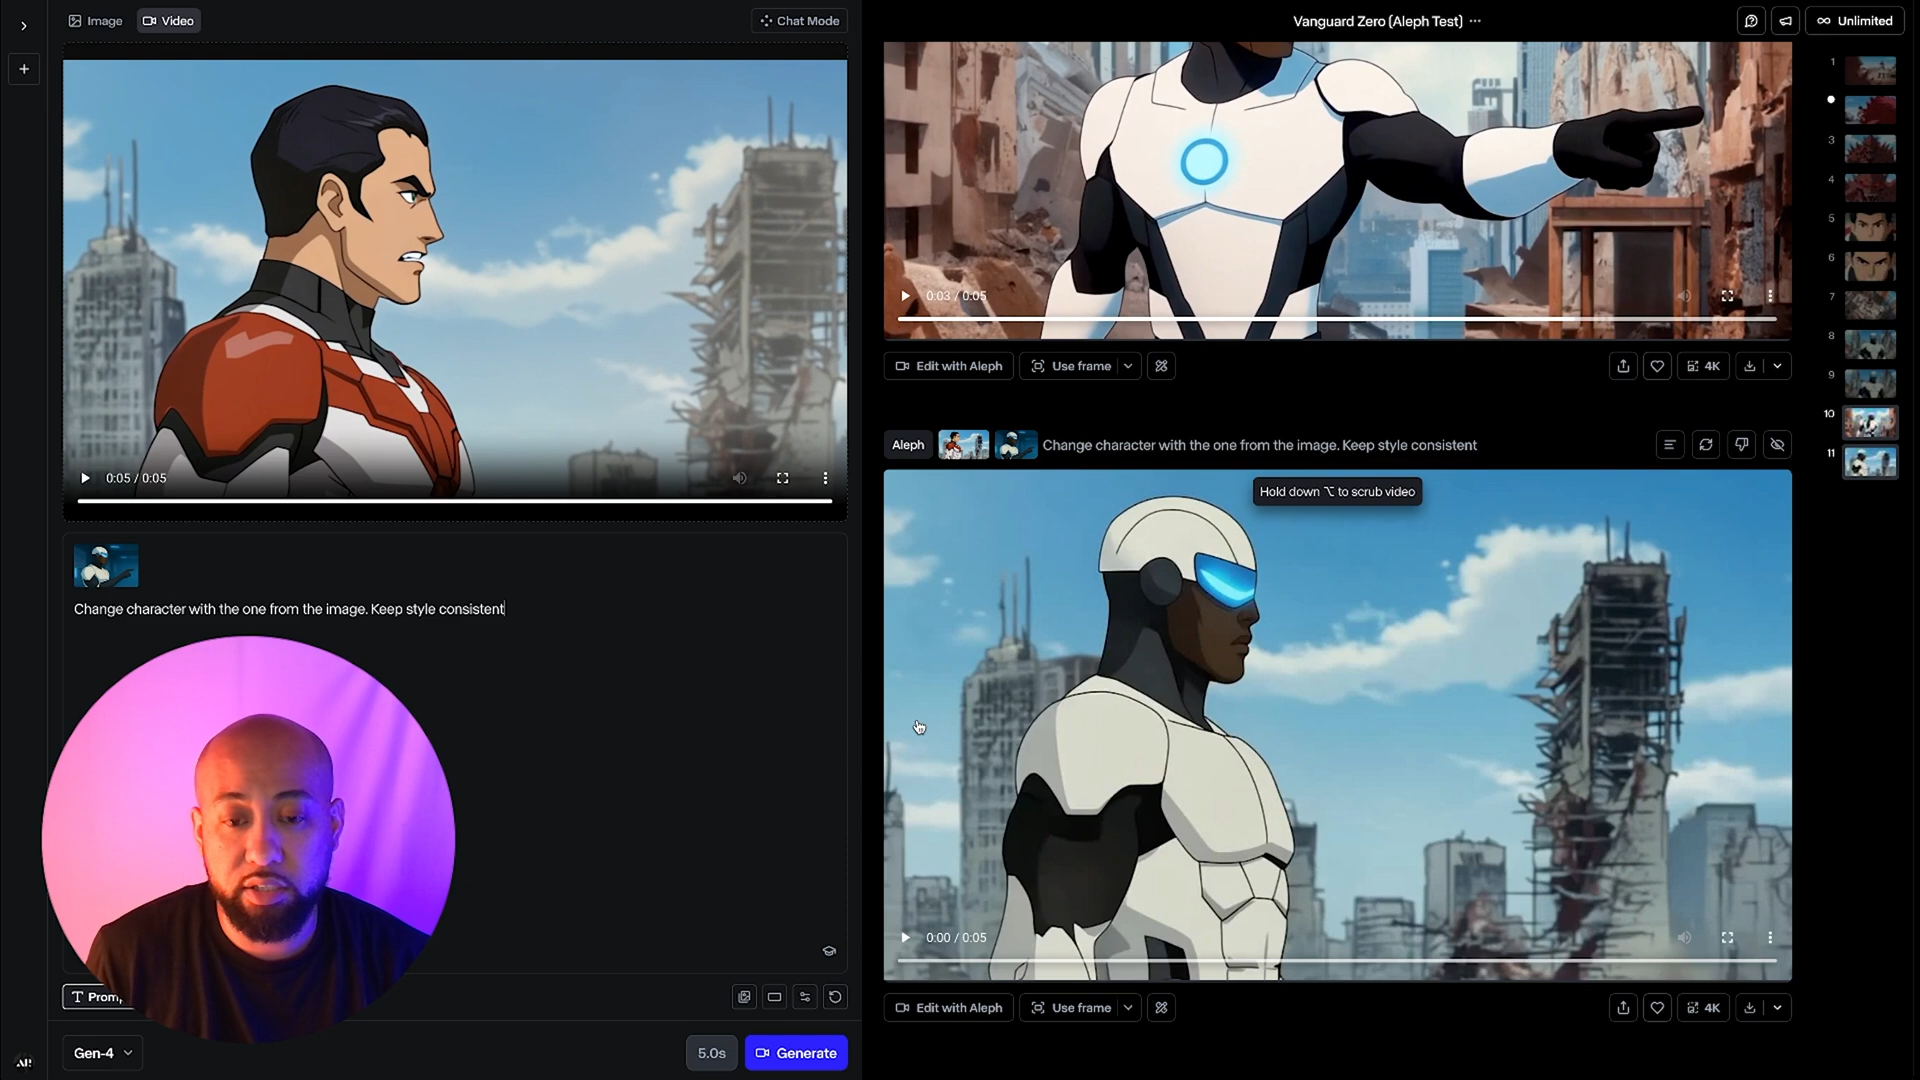 Image
Video
Chat Mode
Vanguard Zero (Aleph Test)
Unlimited
0:05 / 0:05
Change character with the one from the image. Keep style consistent
Gen-4
5.0s
Generate
0:03 / 0:05
Edit with Aleph
Use frame
4K
Aleph
Change character with the one from the image. Keep style consistent
Hold down ⌥ to scrub video
0:00 / 0:05
Edit with Aleph
Use frame
4K
1
3
4
5
6
7
8
9
10
11